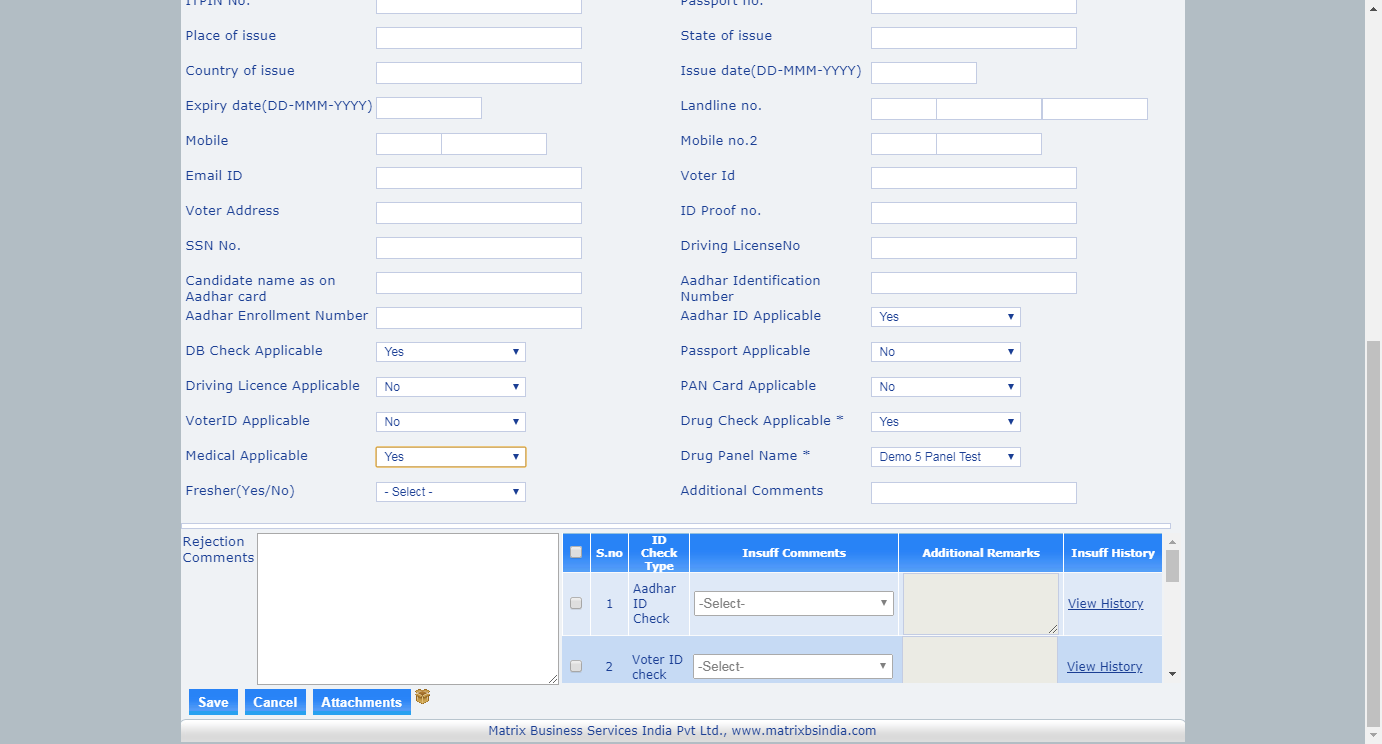 ITPIN No. Passport no.
Place of issue State of issue
Country of issue Issue date(DD-MMM-YYYY)
Expiry date(DD-MMM-YYYY) Landline no.
Mobile Mobile no.2
Email ID Voter Id
Voter Address ID Proof no.
SSN No. Driving LicenseNo
Candidate name as on Aadhar Identification
Aadhar card Number
Aadhar Enrollment Number Aadhar ID Applicable Yes
DB Check Applicable Yes Passport Applicable No
Driving Licence Applicable No PAN Card Applicable No
VoterID Applicable No Drug Check Applicable * Yes
Medical Applicable Yes Drug Panel Name * Demo 5 Panel Test
Fresher(Yes/No) - Select - Additional Comments
Rejection
Comments
S.no ID Check Type Insuff Comments Additional Remarks Insuff History
1 Aadhar ID Check -Select- View History
2 Voter ID check -Select- View History
Save Cancel Attachments
Matrix Business Services India Pvt Ltd., www.matrixbsindia.com